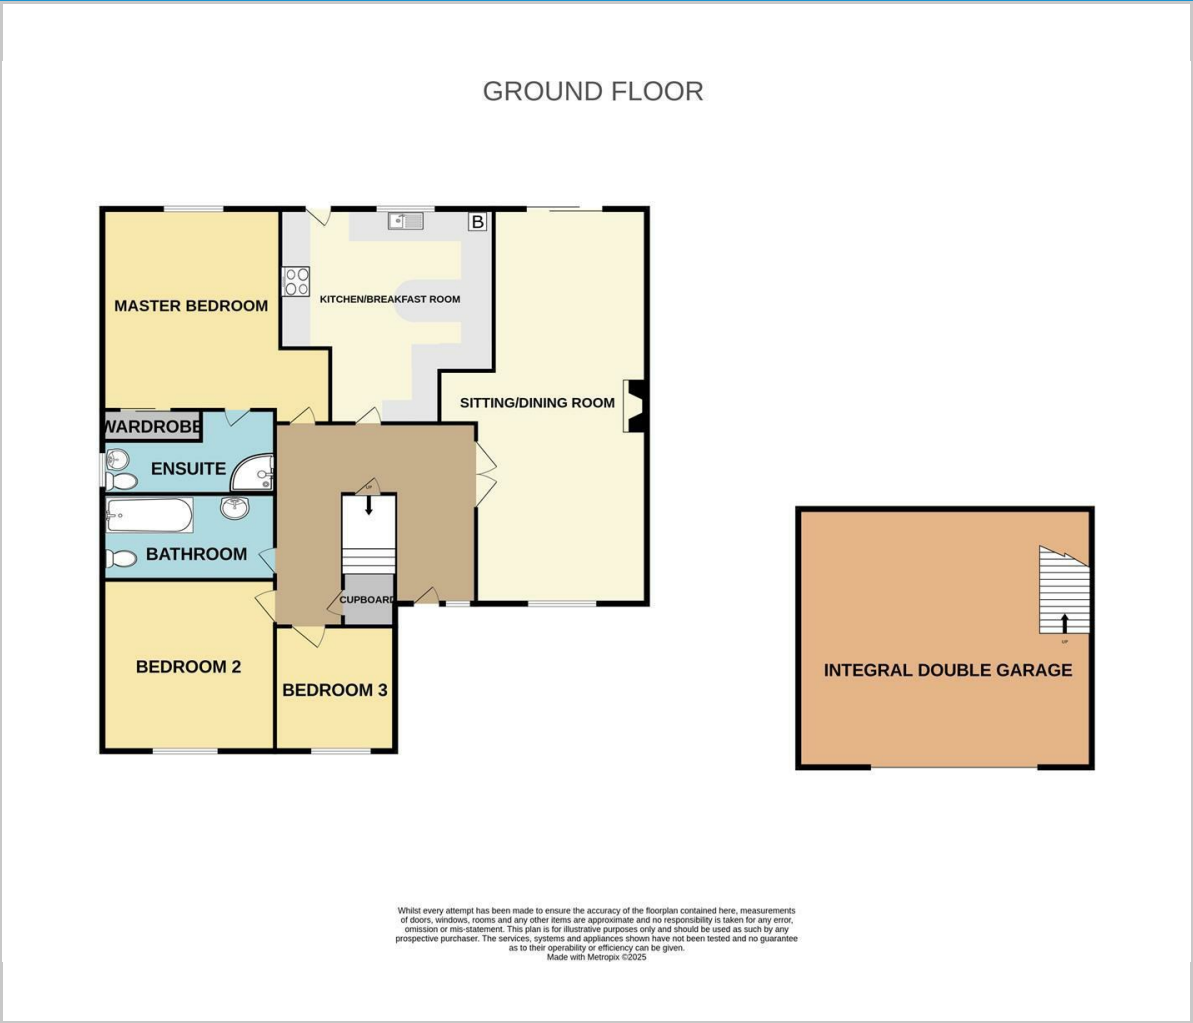 GROUND FLOOR
B
MASTER BEDROOM
KITCHEN/BREAKFAST ROOM
SITTING/DINING ROOM
WARDROBE
ENSUITE
UP
BATHROOM
CUPBOARD
UP
BEDROOM 2
INTEGRAL DOUBLE GARAGE
BEDROOM 3
Whilst every attempt has been made to ensure the accuracy of the floorplan contained here, measurements
of doors, windows, rooms and any other items are approximate and no responsibility is taken for any error,
omission or mis-statement. This plan is for illustrative purposes only and should be used as such by any
prospective purchaser. The services, systems and appliances shown have not been tested and no guarantee
as to their operability or efficiency can be given.
Made with Metropix ©2025